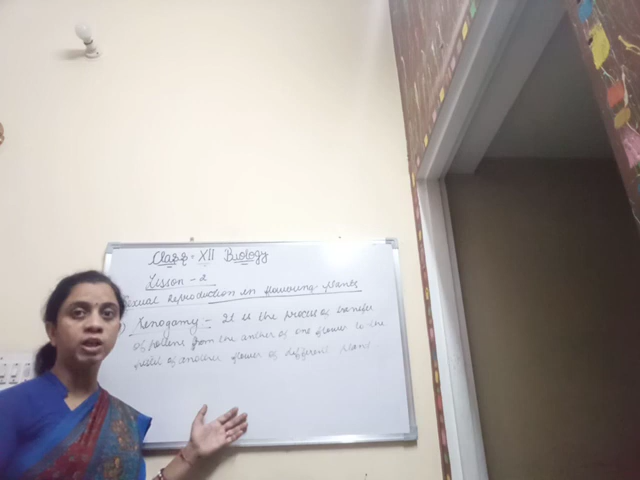 Class - XII Biology
Lesson - 2
Sexual Reproduction in flowering plants
) Xenogamy - It is the process of transfer
of pollens from the anther of one flower to the
petil of another flower of different plant